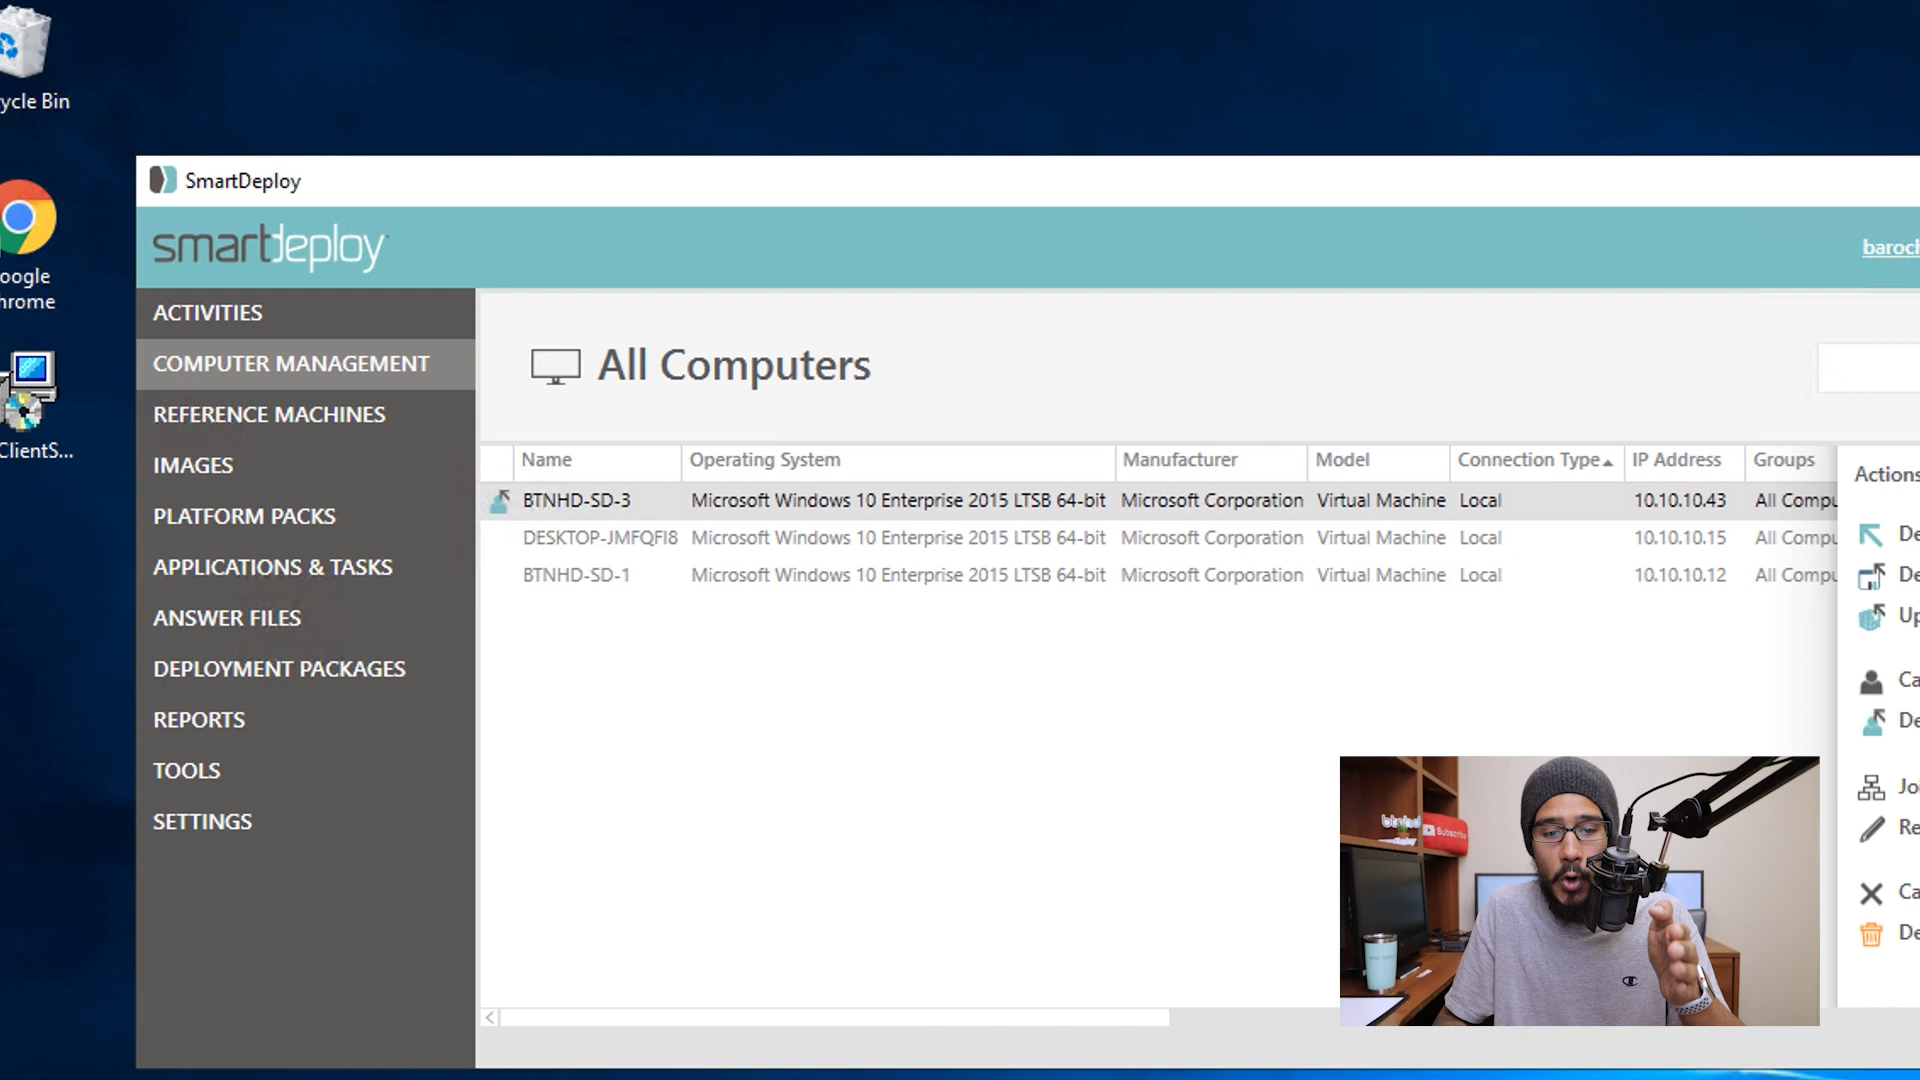 ycle Bin
oogle
hrome
ClientS...
SmartDeploy
smartdeploy
baroch
ACTIVITIES
COMPUTER MANAGEMENT
REFERENCE MACHINES
IMAGES
PLATFORM PACKS
APPLICATIONS & TASKS
ANSWER FILES
DEPLOYMENT PACKAGES
REPORTS
TOOLS
SETTINGS
All Computers
Name Operating System Manufacturer Model Connection Type IP Address Groups
BTNHD-SD-3 Microsoft Windows 10 Enterprise 2015 LTSB 64-bit Microsoft Corporation Virtual Machine Local 10.10.10.43 All Compu
DESKTOP-JMFQFI8 Microsoft Windows 10 Enterprise 2015 LTSB 64-bit Microsoft Corporation Virtual Machine Local 10.10.10.15 All Compu
BTNHD-SD-1 Microsoft Windows 10 Enterprise 2015 LTSB 64-bit Microsoft Corporation Virtual Machine Local 10.10.10.12 All Compu
Actions
De
De
Up
Ca
De
Joi
Re
Ca
De
btnhd
Subscribe